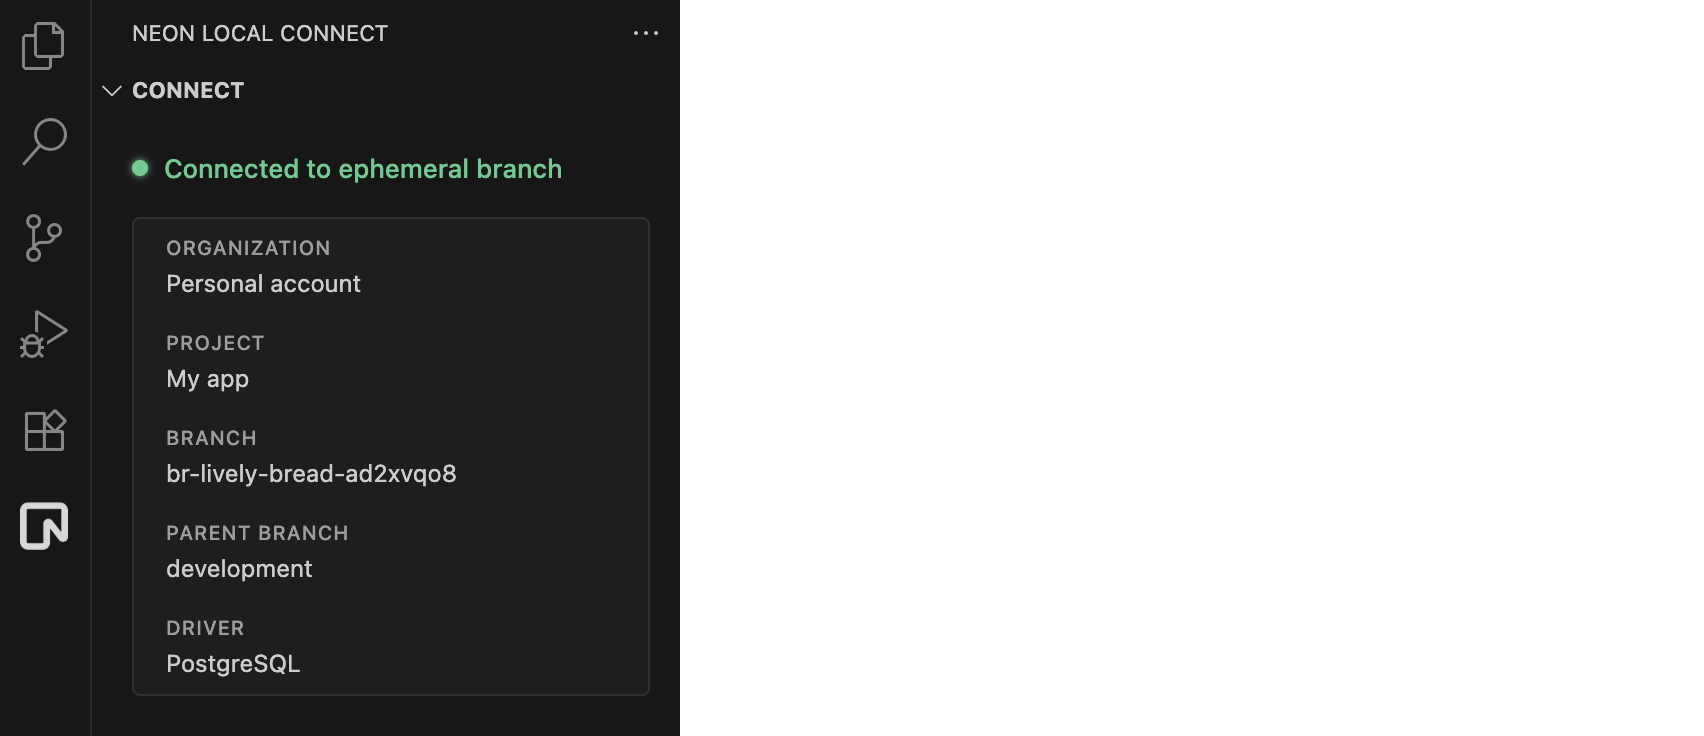 NEON LOCAL CONNECT
CONNECT
Connected to ephemeral branch
ORGANIZATION
Personal account
PROJECT
My app
BRANCH
br-lively-bread-ad2xvqo8
PARENT BRANCH
development
DRIVER
PostgreSQL